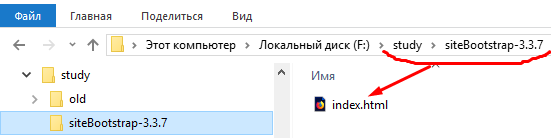 Файл Главная Поделиться Вид
Этот компьютер Локальный диск (F:) study siteBootstrap-3.3.7
study
old
siteBootstrap-3.3.7
Имя
index.html